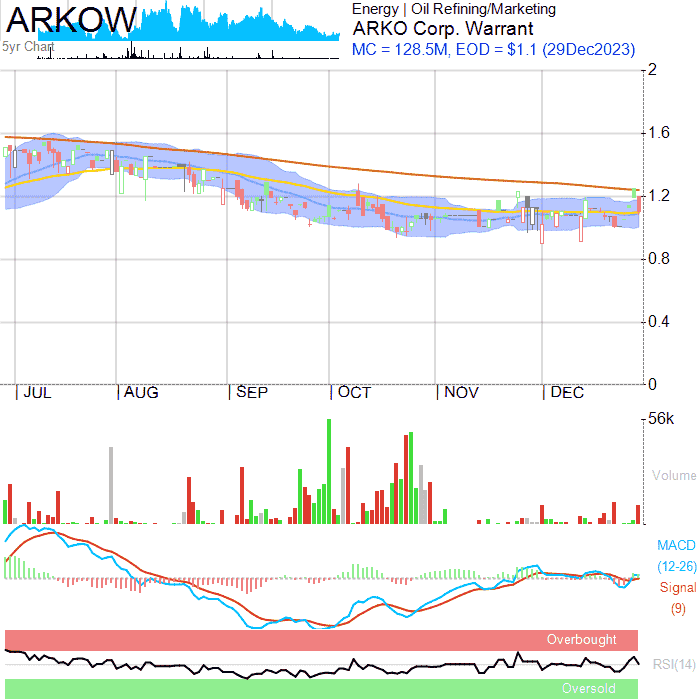 ARKOW
5yr Chart
Energy | Oil Refining/Marketing
ARKO Corp. Warrant
MC = 128.5M, EOD = $1.1 (29Dec2023)
2
1.6
1.2
0.8
0.4
0
| JUL | AUG | SEP | OCT | NOV | DEC
56k
Volume
MACD
(12-26)
Signal
(9)
Overbought
RSI(14)
Oversold